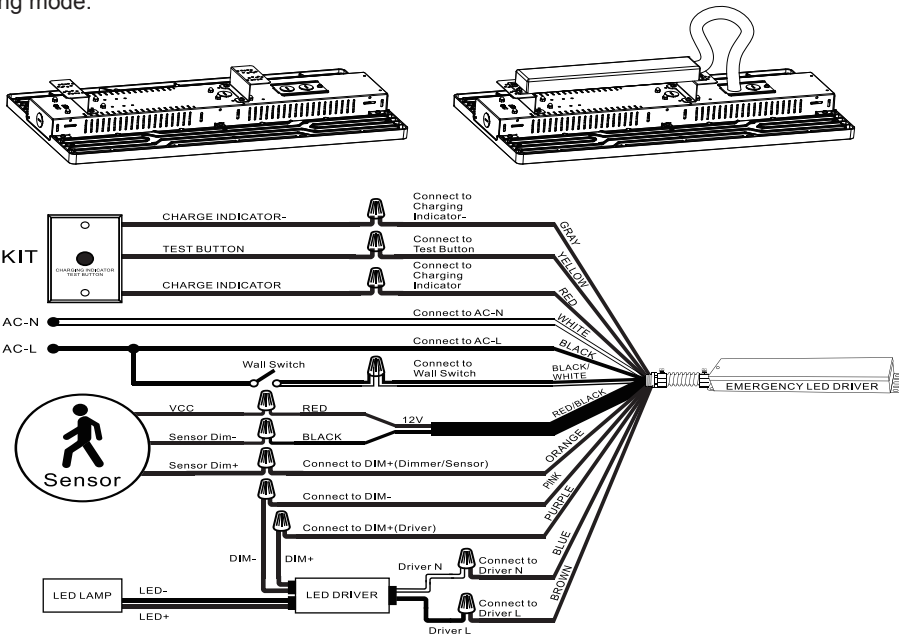 ng mode.
CHARGE INDICATOR-
Connect to
Charging
Indicator-
GRAY
KIT
CHARGING INDICATOR
TEST BUTTON
TEST BUTTON
Connect to
Test Button
YELLOW
CHARGE INDICATOR
Connect to
Charging
Indicator
RED
AC-N
Connect to AC-N
WHITE
AC-L
Connect to AC-L
BLACK
Wall Switch
Connect to
Wall Switch
BLACK/
WHITE
EMERGENCY LED DRIVER
VCC
RED
12V
RED/BLACK
Sensor Dim-
BLACK
Sensor
Sensor Dim+
Connect to DIM+(Dimmer/Sensor)
ORANGE
Connect to DIM-
PINK
Connect to DIM+(Driver)
PURPLE
DIM-
DIM+
Driver N
Connect to
Driver N
BLUE
LED LAMP
LED-
LED+
LED DRIVER
Connect to
Driver L
BROWN
Driver L